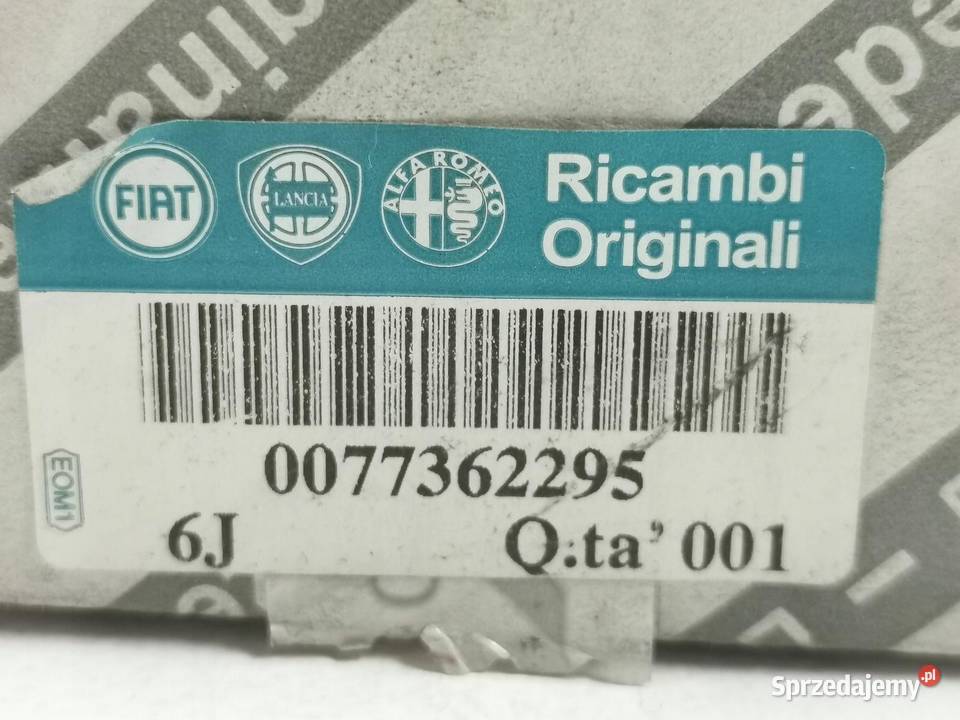 FIAT
LANCIA
ALFA ROMEO
Ricambi
Originali
0077362295
EOM1
6J Q.ta' 001
Sprzedajemy.pl